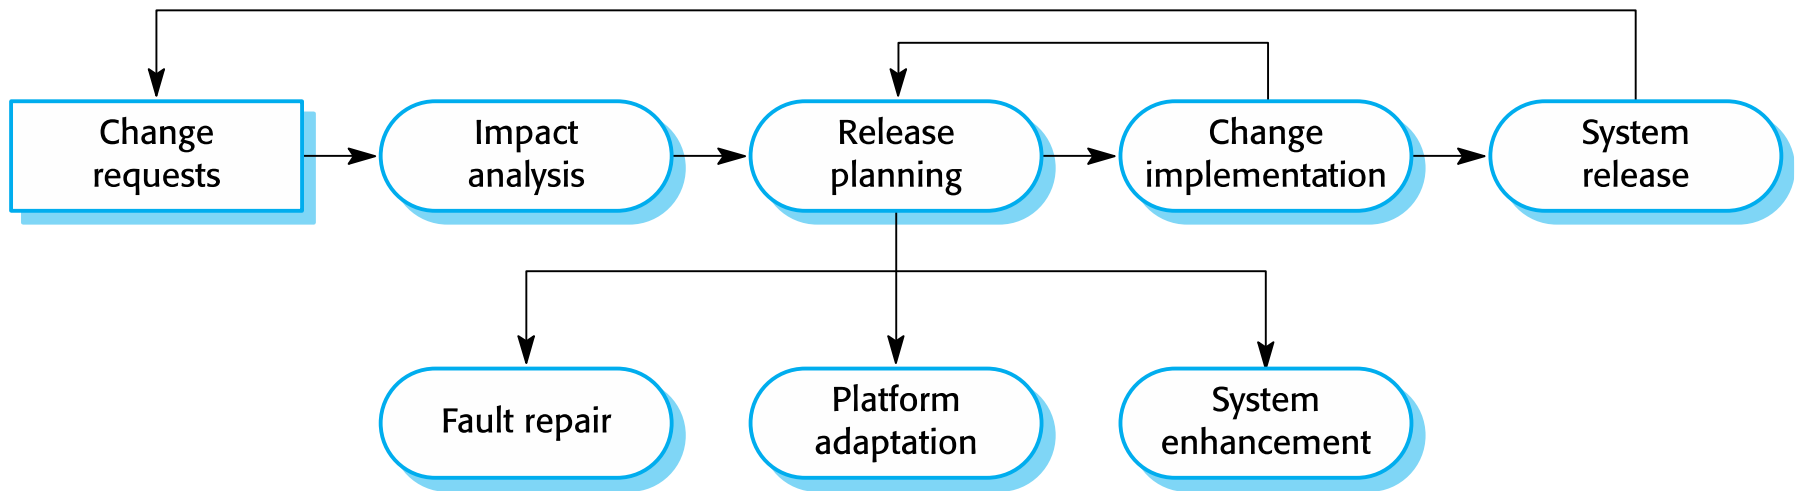 Change
requests
Impact
analysis
Release
planning
Change
implementation
System
release
Fault repair
Platform
adaptation
System
enhancement